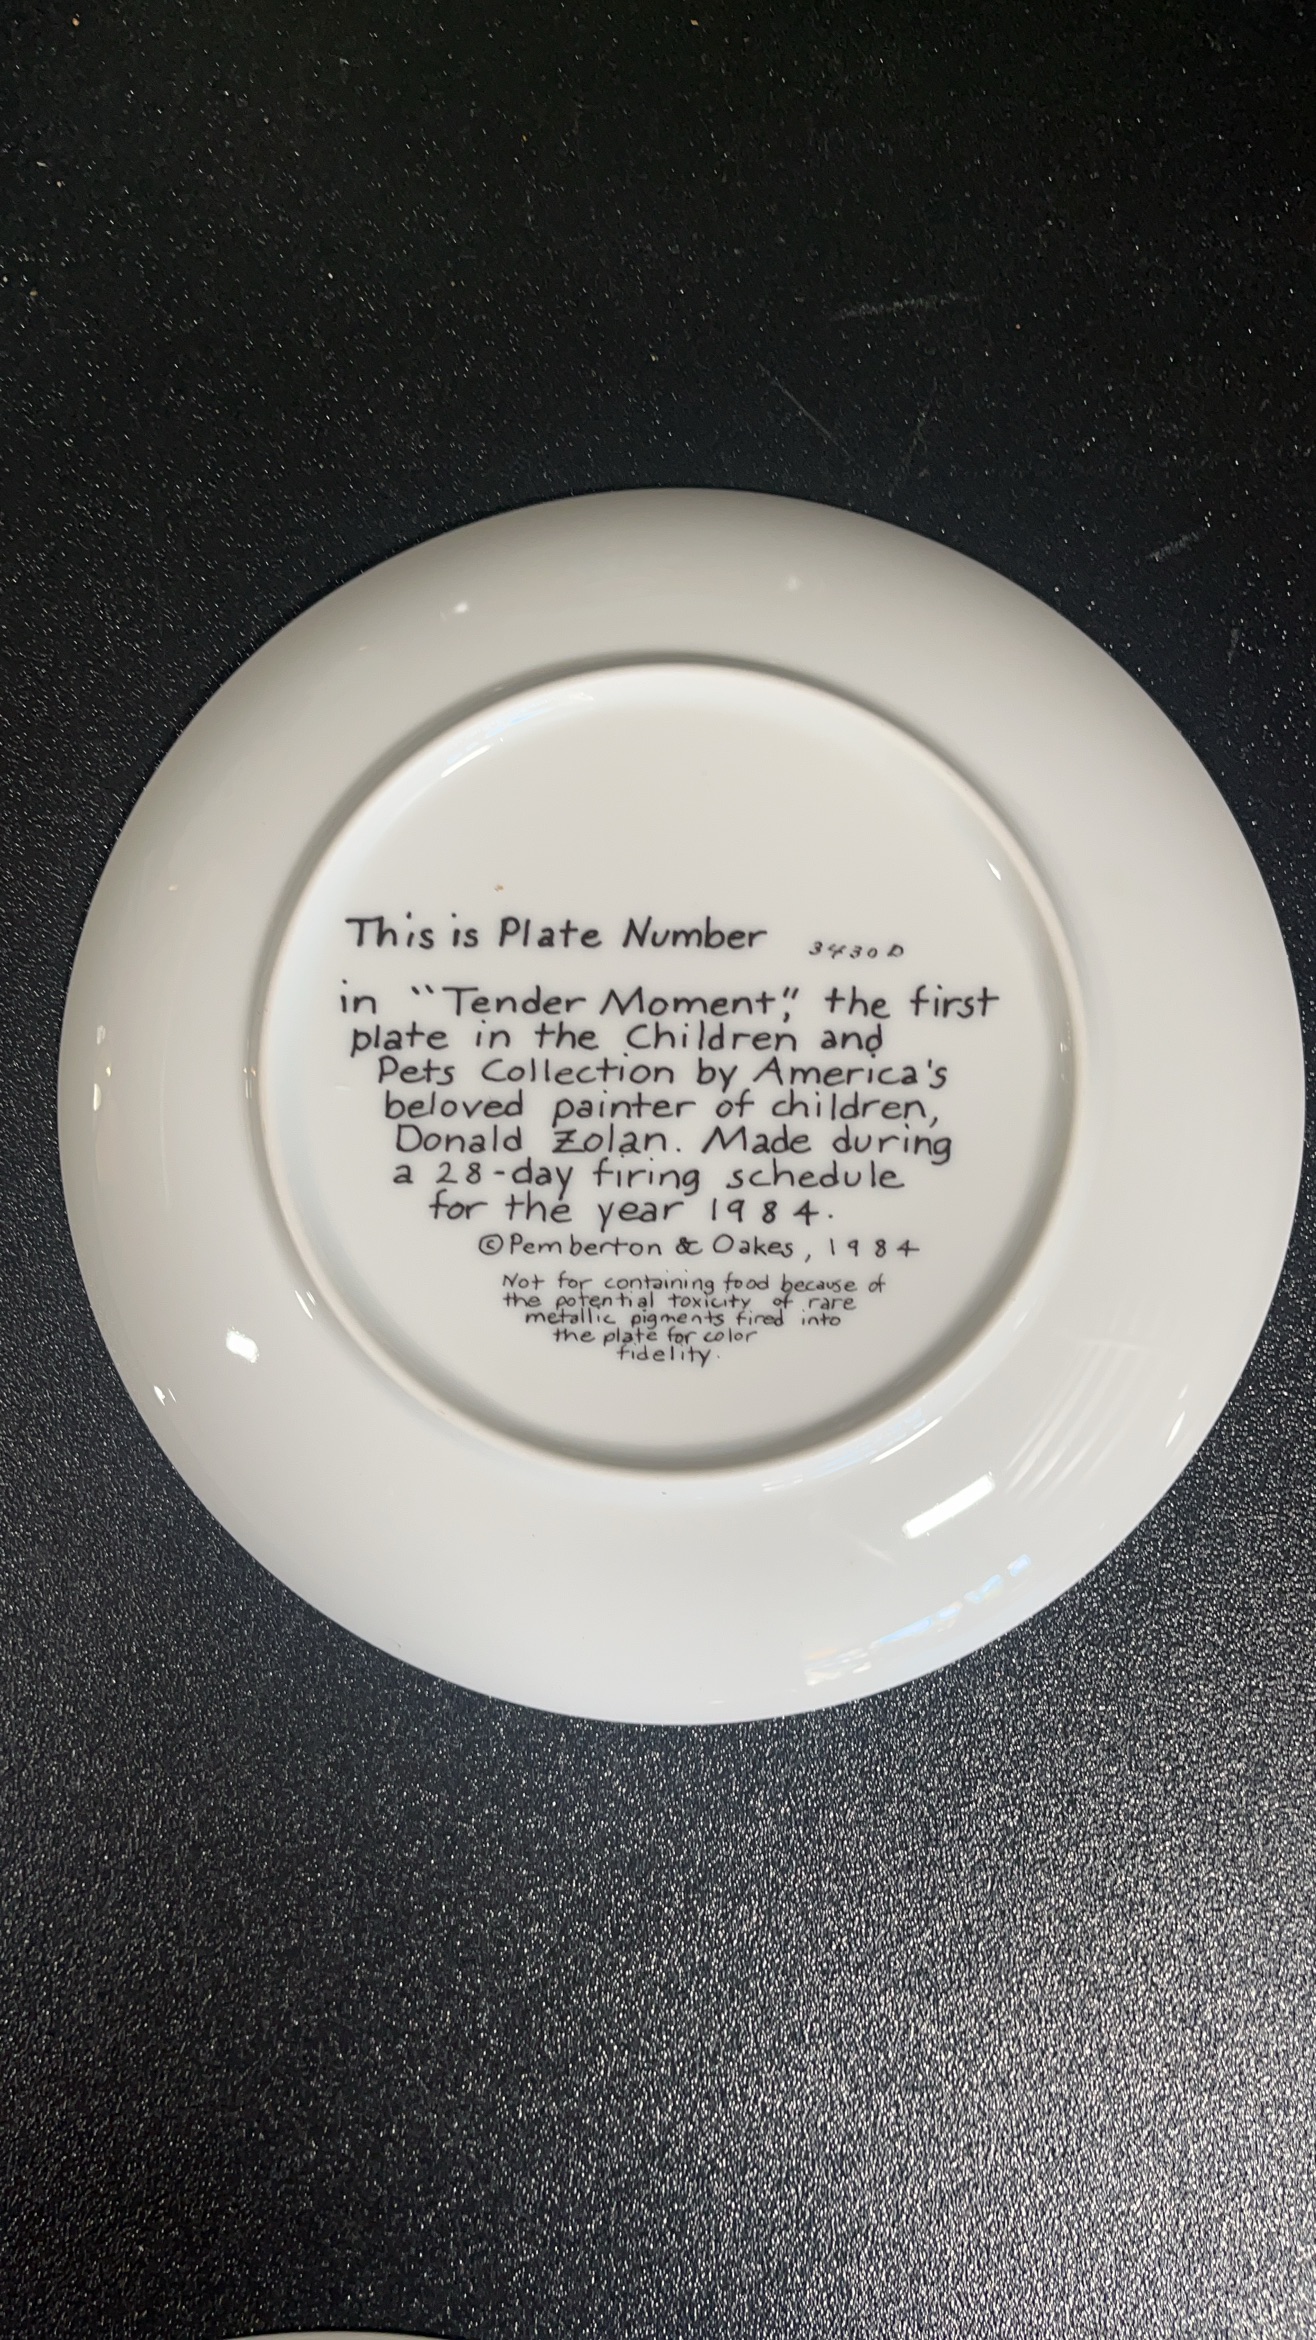 This is Plate Number 3430D
in “Tender Moment,” the first
plate in the Children and
Pets Collection by America's
beloved painter of children,
Donald Zolan. Made during
a 28-day firing schedule
for the year 1984.
©Pemberton & Oakes, 1984
Not for containing food because of
the potential toxicity of rare
metallic pigments fired into
the plate for color
fidelity.